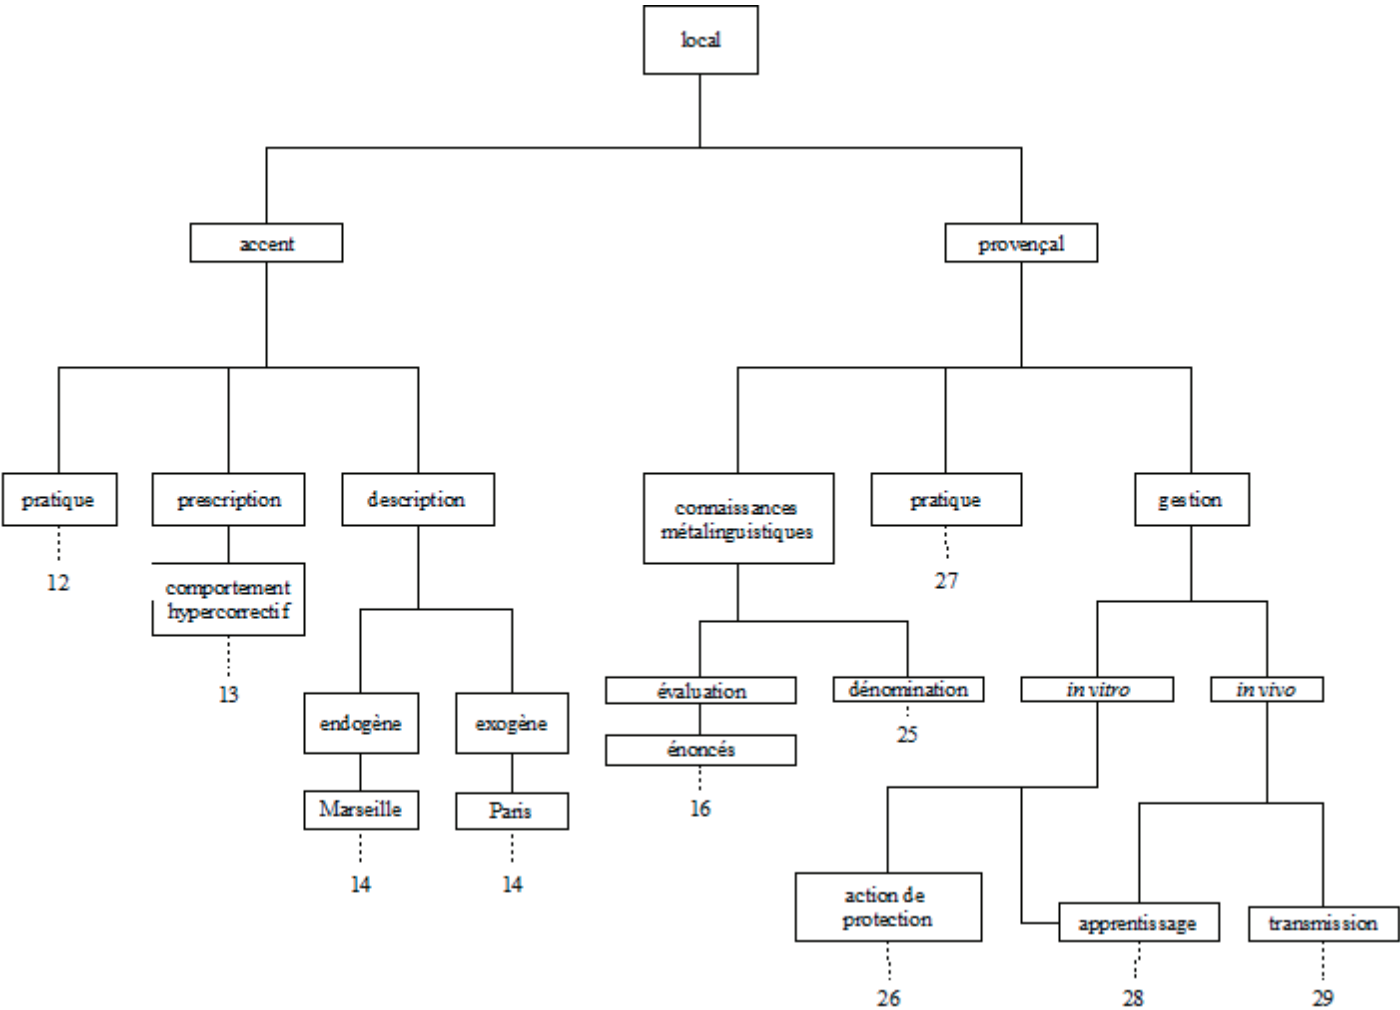 local
accent
provençal
pratique
prescription
description
connaissances
métalinguistiques
pratique
gestion
12
comportement
hypercorrectif
27
13
évaluation
dénomination
in vitro
in vivo
endogène
exogène
énoncés
25
Marseille
Paris
16
14
14
action de
protection
apprentissage
transmission
26
28
29